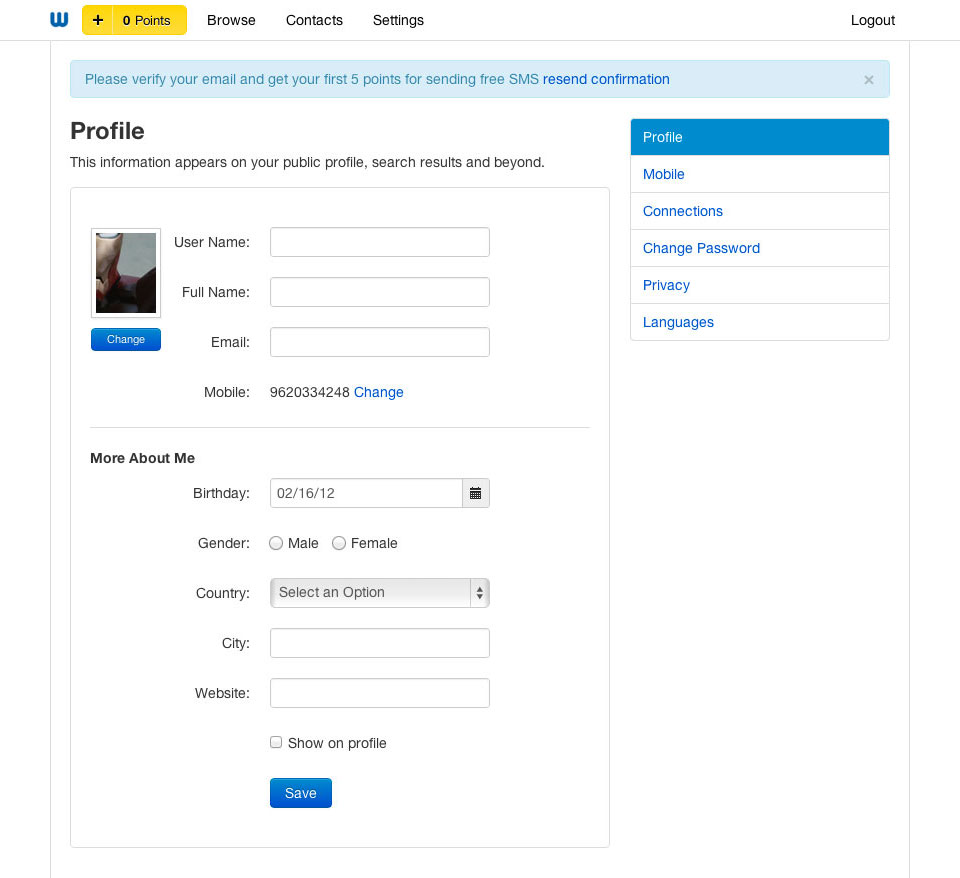 w + 0 Points Browse Contacts Settings Logout
Please verify your email and get your first 5 points for sending free SMS resend confirmation ×
Profile
This information appears on your public profile, search results and beyond.
User Name:
Full Name:
Change
Email:
Mobile: 9620334248 Change
More About Me
Birthday: 02/16/12
Gender: Male Female
Country: Select an Option
City:
Website:
Show on profile
Save
Profile
Mobile
Connections
Change Password
Privacy
Languages